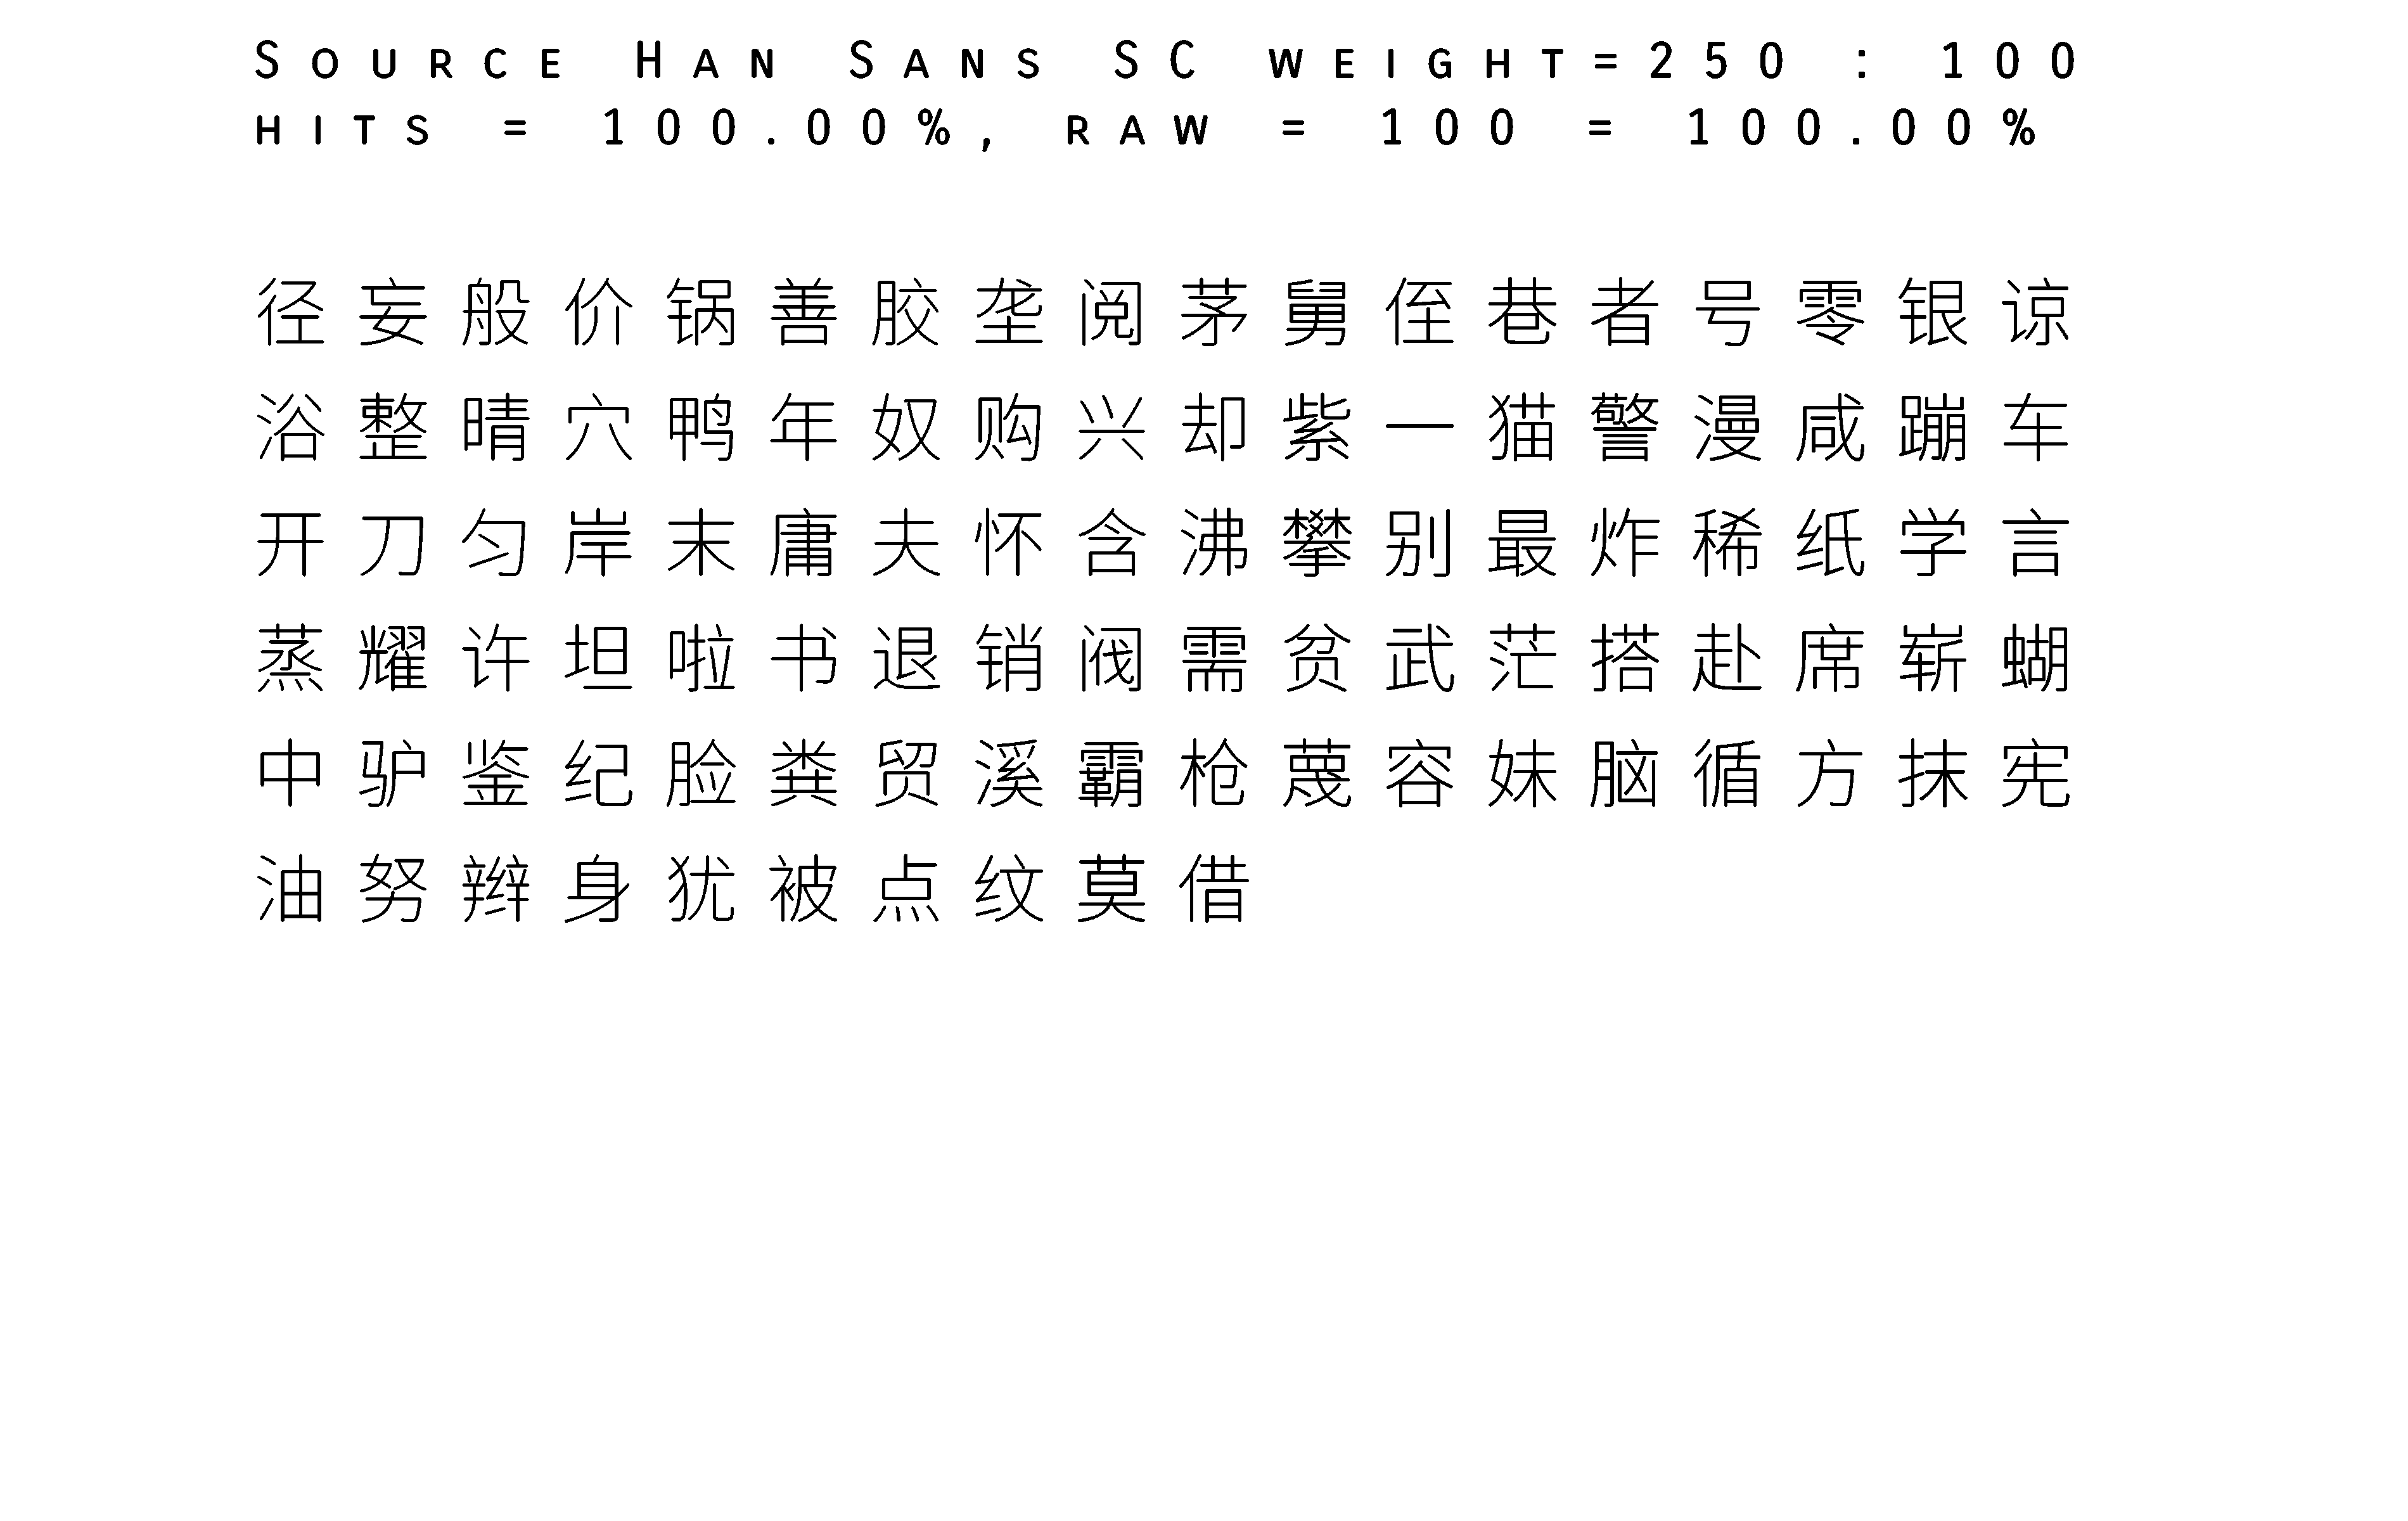 Source Han Sans SC weight=250 : 100
hits = 100.00%, raw = 100 = 100.00%
径妄般价锅善胶垄阅茅舅侄巷者号零银谅
浴整晴穴鸭年奴购兴却紫一猫警漫咸蹦车
开刀匀岸末庸夫怀含沸攀别最炸稀纸学言
蒸耀许坦啦书退销阀需贫武茫搭赴席崭蝴
中驴鉴纪脸粪贸溪霸枪蔑容妹脑循方抹宪
油努辫身犹被点纹莫借